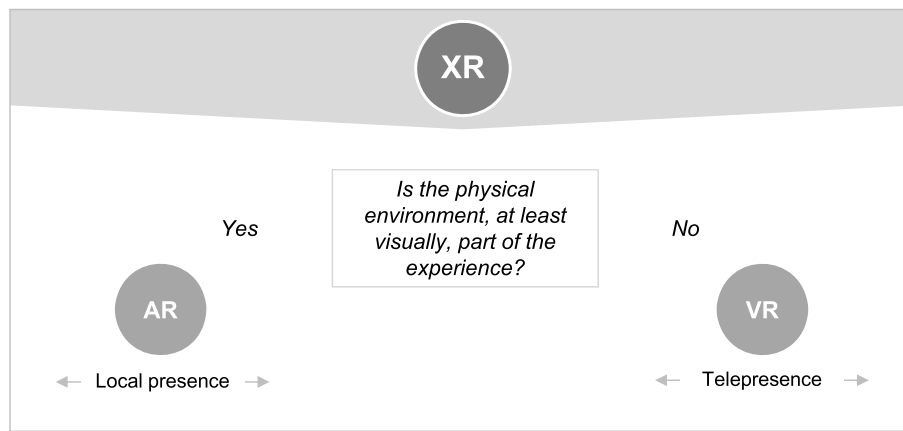 XR
Is the physical
environment, at least
visually, part of the
experience?
Yes
No
AR
VR
Local presence
Telepresence